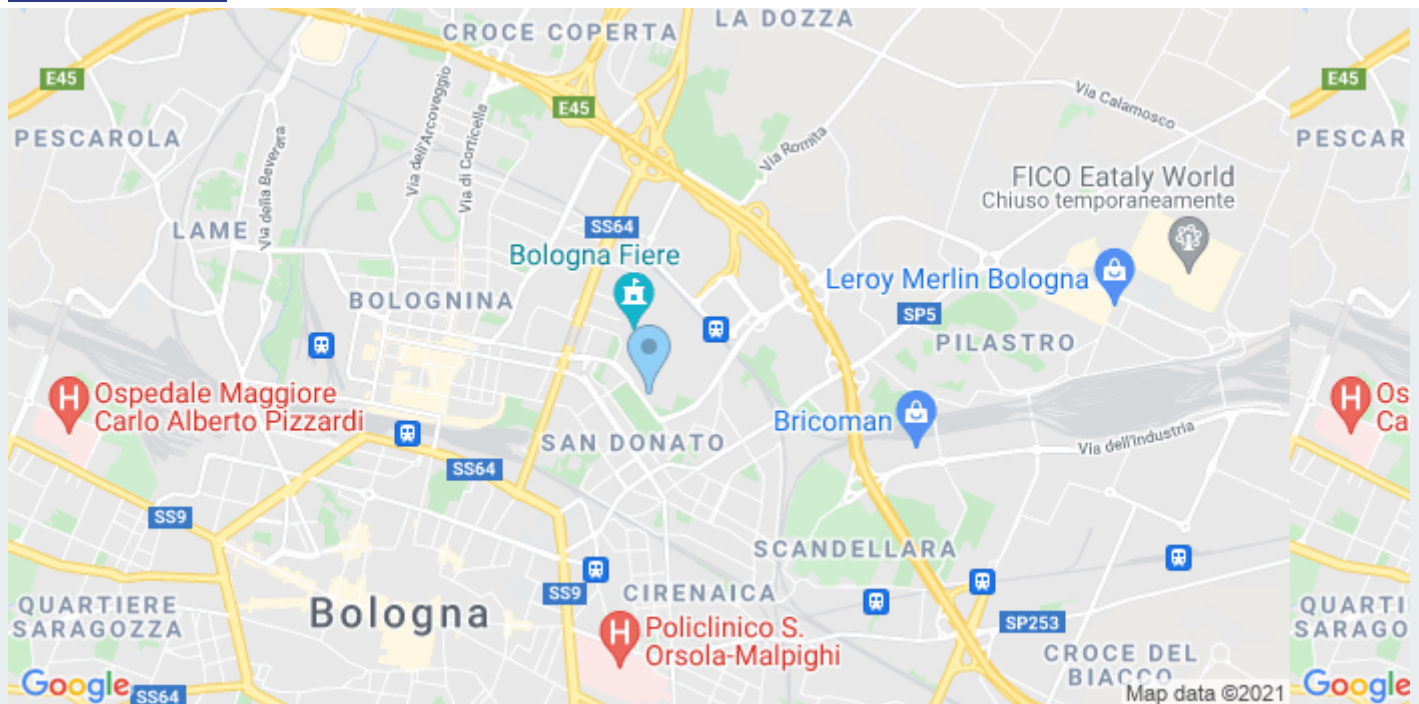 CROCE COPERTA
LA DOZZA
E45
E45
E45
Via Calamosco
PESCAROLA
Via della Beverara
Via dell'Arcoveggio
Via di Corticella
Via Romita
PESCAR
FICO Eataly World
Chiuso temporaneamente
LAME
SS64
Bologna Fiere
Leroy Merlin Bologna
BOLOGNINA
SP5
PILASTRO
H
Ospedale Maggiore
Carlo Alberto Pizzardi
Bricoman
H
Os
Ca
SAN DONATO
Via dell'industria
SS64
SS9
SCANDELLARA
SS9
CIRENAICA
QUARTIERE
SARAGOZZA
Bologna
H
Policlinico S.
Orsola-Malpighi
SP253
QUARTI
SARAGO
CROCE DEL
BIACCO
Google
SS64
Map data ©2021
Google